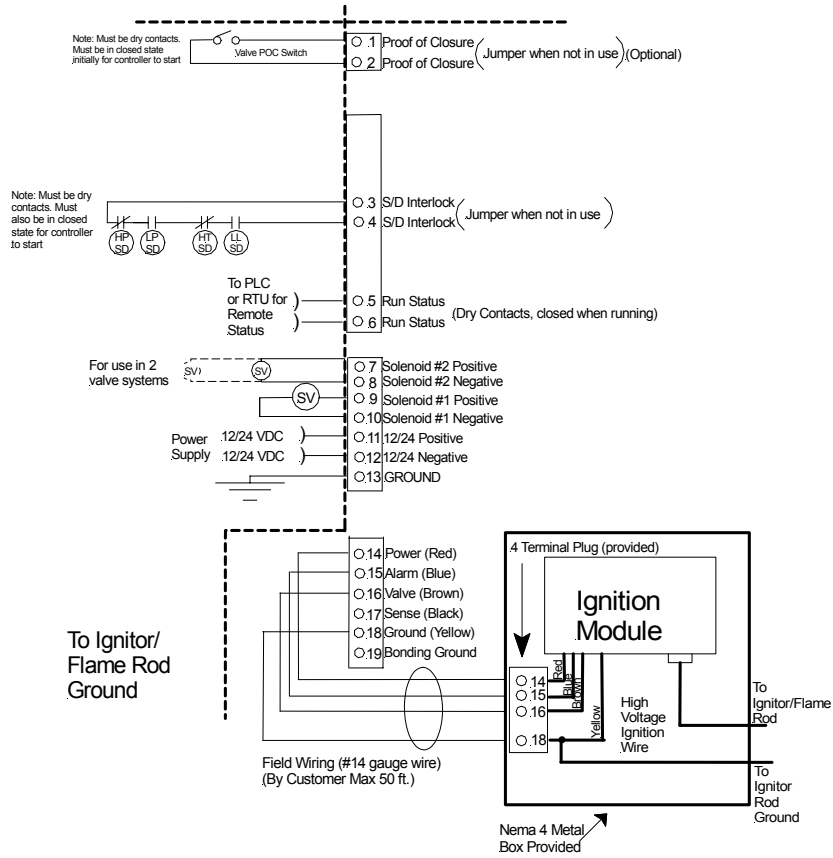 Note: Must be dry contacts.
Must be in closed state
initially for controller to start
Valve POC Switch
1 Proof of Closure
2 Proof of Closure
(Jumper when not in use)
(Optional)
Note: Must be dry
contacts. Must
also be in closed
state for controller
to start
HP
SD
LP
SD
HT
SD
LL
SD
3 S/D Interlock
4 S/D Interlock
(Jumper when not in use)
To PLC
or RTU for
Remote
Status
5 Run Status
6 Run Status
(Dry Contacts, closed when running)
For use in 2
valve systems
SV
SV
SV
7 Solenoid #2 Positive
8 Solenoid #2 Negative
9 Solenoid #1 Positive
10 Solenoid #1 Negative
Power
Supply
12/24 VDC
12/24 VDC
11 12/24 Positive
12 12/24 Negative
13 GROUND
14 Power (Red)
15 Alarm (Blue)
16 Valve (Brown)
17 Sense (Black)
18 Ground (Yellow)
19 Bonding Ground
To Ignitor/
Flame Rod
Ground
4 Terminal Plug (provided)
Ignition
Module
14
15
16
18
Red
Blue
Brown
Yellow
High
Voltage
Ignition
Wire
To
Ignitor/Flame
Rod
To
Ignitor
Rod
Ground
Field Wiring (#14 gauge wire)
(By Customer Max 50 ft.)
Nema 4 Metal
Box Provided